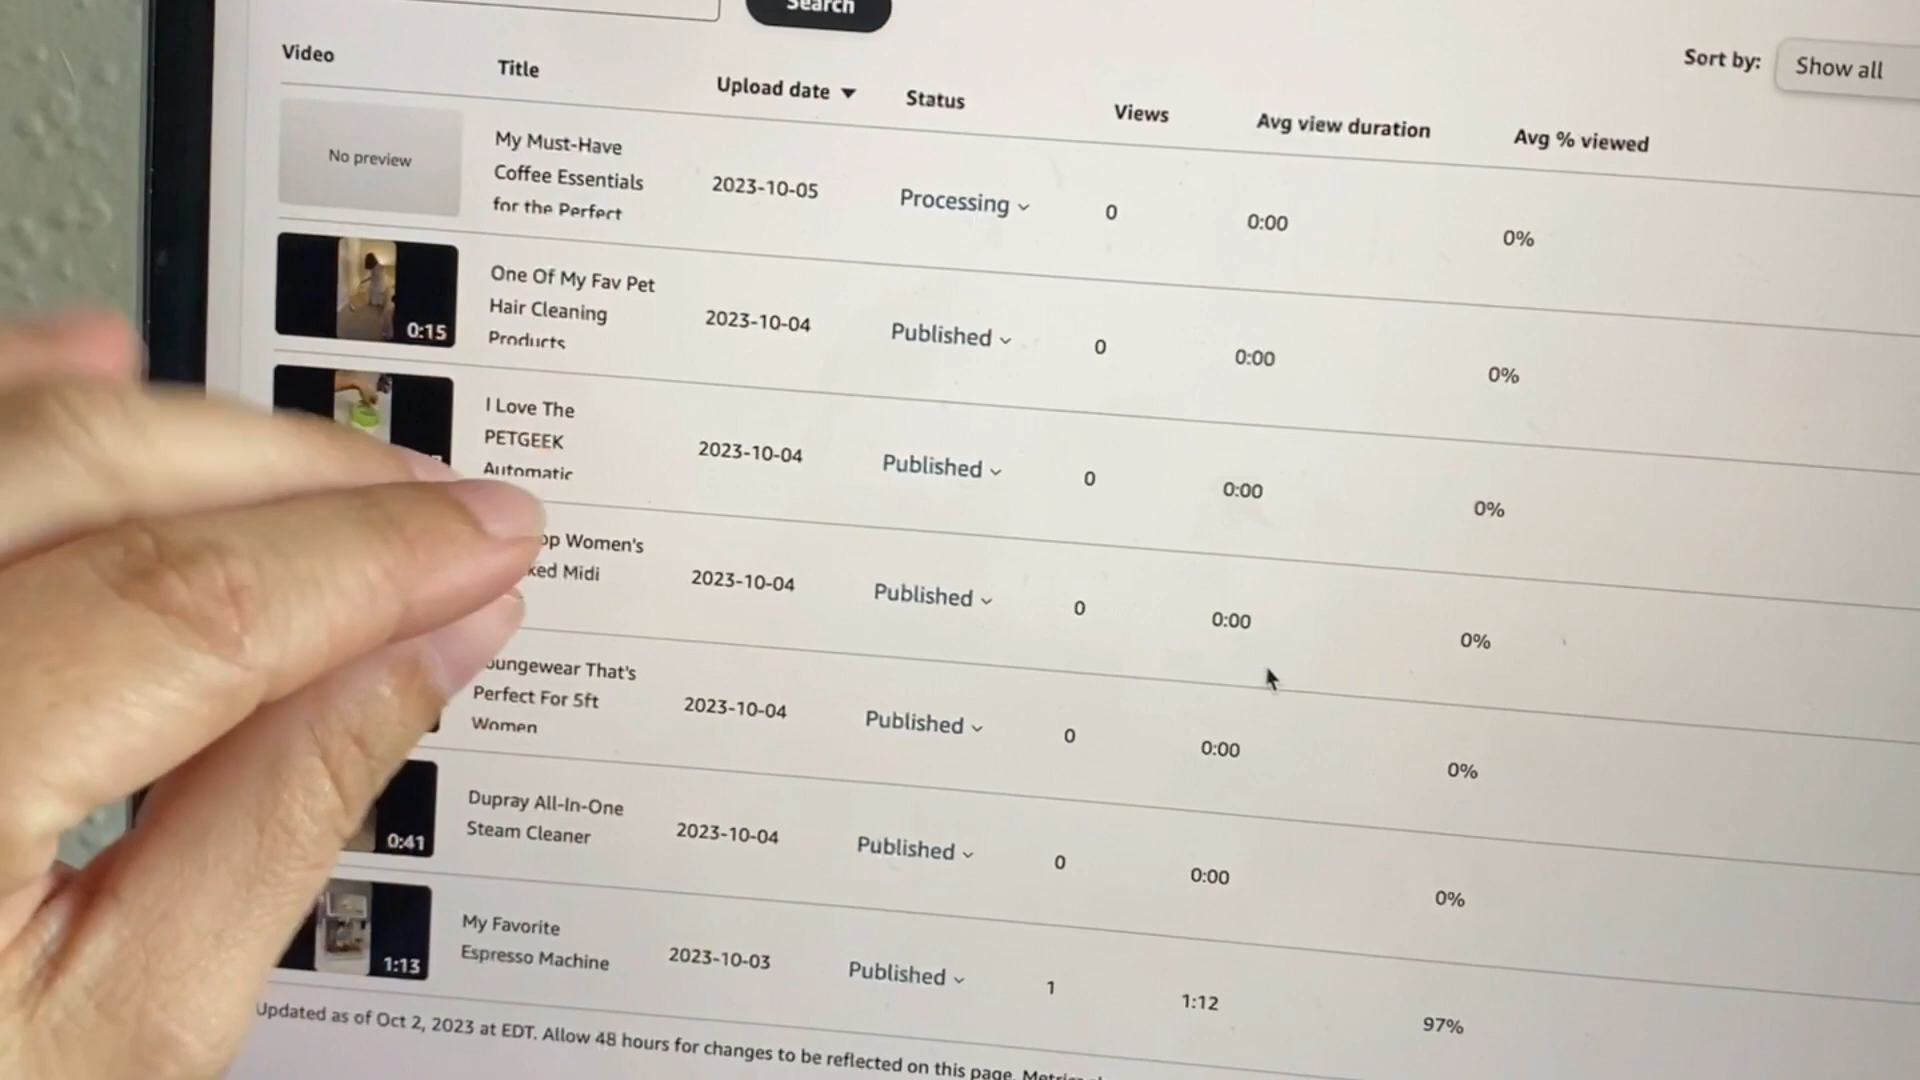 Search
Sort by: Show all
Video Title Upload date Status Views Avg view duration Avg % viewed
No preview
My Must-Have
Coffee Essentials
for the Perfect
2023-10-05 Processing 0 0:00 0%
0:15
One Of My Fav Pet
Hair Cleaning
Products
2023-10-04 Published 0 0:00 0%
I Love The
PETGEEK
Automatic
2023-10-04 Published 0 0:00 0%
Women's
Midi
2023-10-04 Published 0 0:00 0%
That's
Perfect For 5ft
Women
2023-10-04 Published 0 0:00 0%
0:41
Dupray All-In-One
Steam Cleaner
2023-10-04 Published 0 0:00 0%
1:13
My Favorite
Espresso Machine
2023-10-03 Published 1 1:12 97%
Updated as of Oct 2, 2023 at EDT. Allow 48 hours for changes to be reflected on this page.